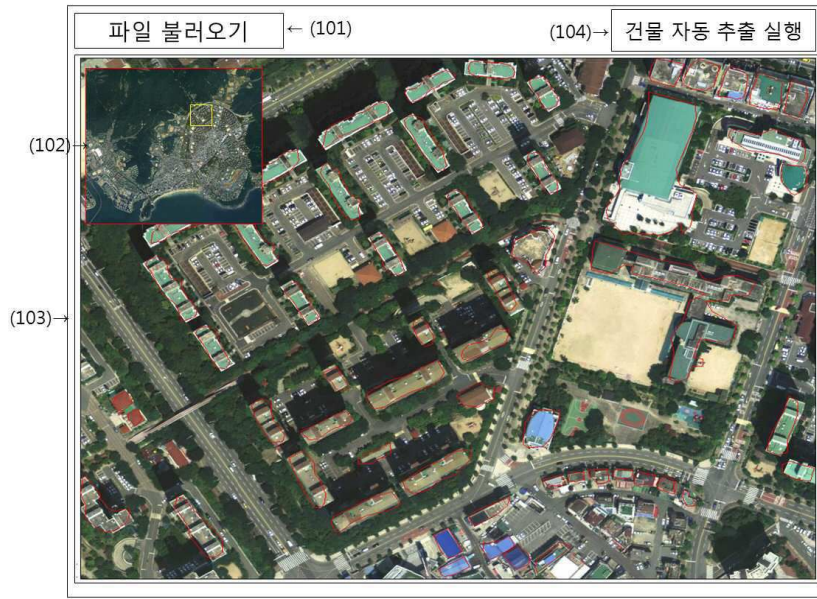 파일 불러오기 ← (101)
(104)→ 건물 자동 추출 실행
(102)→
(103)→